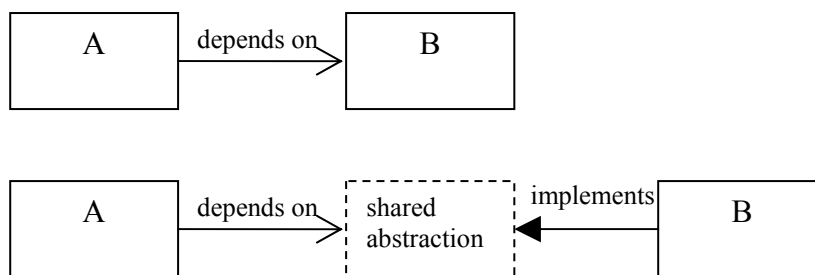 A
depends on
B
A
depends on
shared
abstraction
implements
B